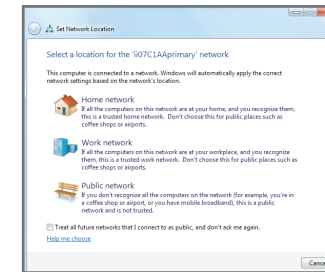 Set Network Location
Select a location for the 'ii07C1AAprimary' network
This computer is connected to a network. Windows will automatically apply the correct
network settings based on the network's location.
Home network
If all the computers on this network are at your home, and you recognize them,
this is a trusted home network. Don't choose this for public places such as
coffee shops or airports.
Work network
If all the computers on this network are at your workplace, and you recognize
them, this is a trusted work network. Don't choose this for public places such as
coffee shops or airports.
Public network
If you don't recognize all the computers on the network (for example, you're in
a coffee shop or airport, or you have mobile broadband), this is a public
network and is not trusted.
Treat all future networks that I connect to as public, and don't ask me again.
Help me choose
Cance